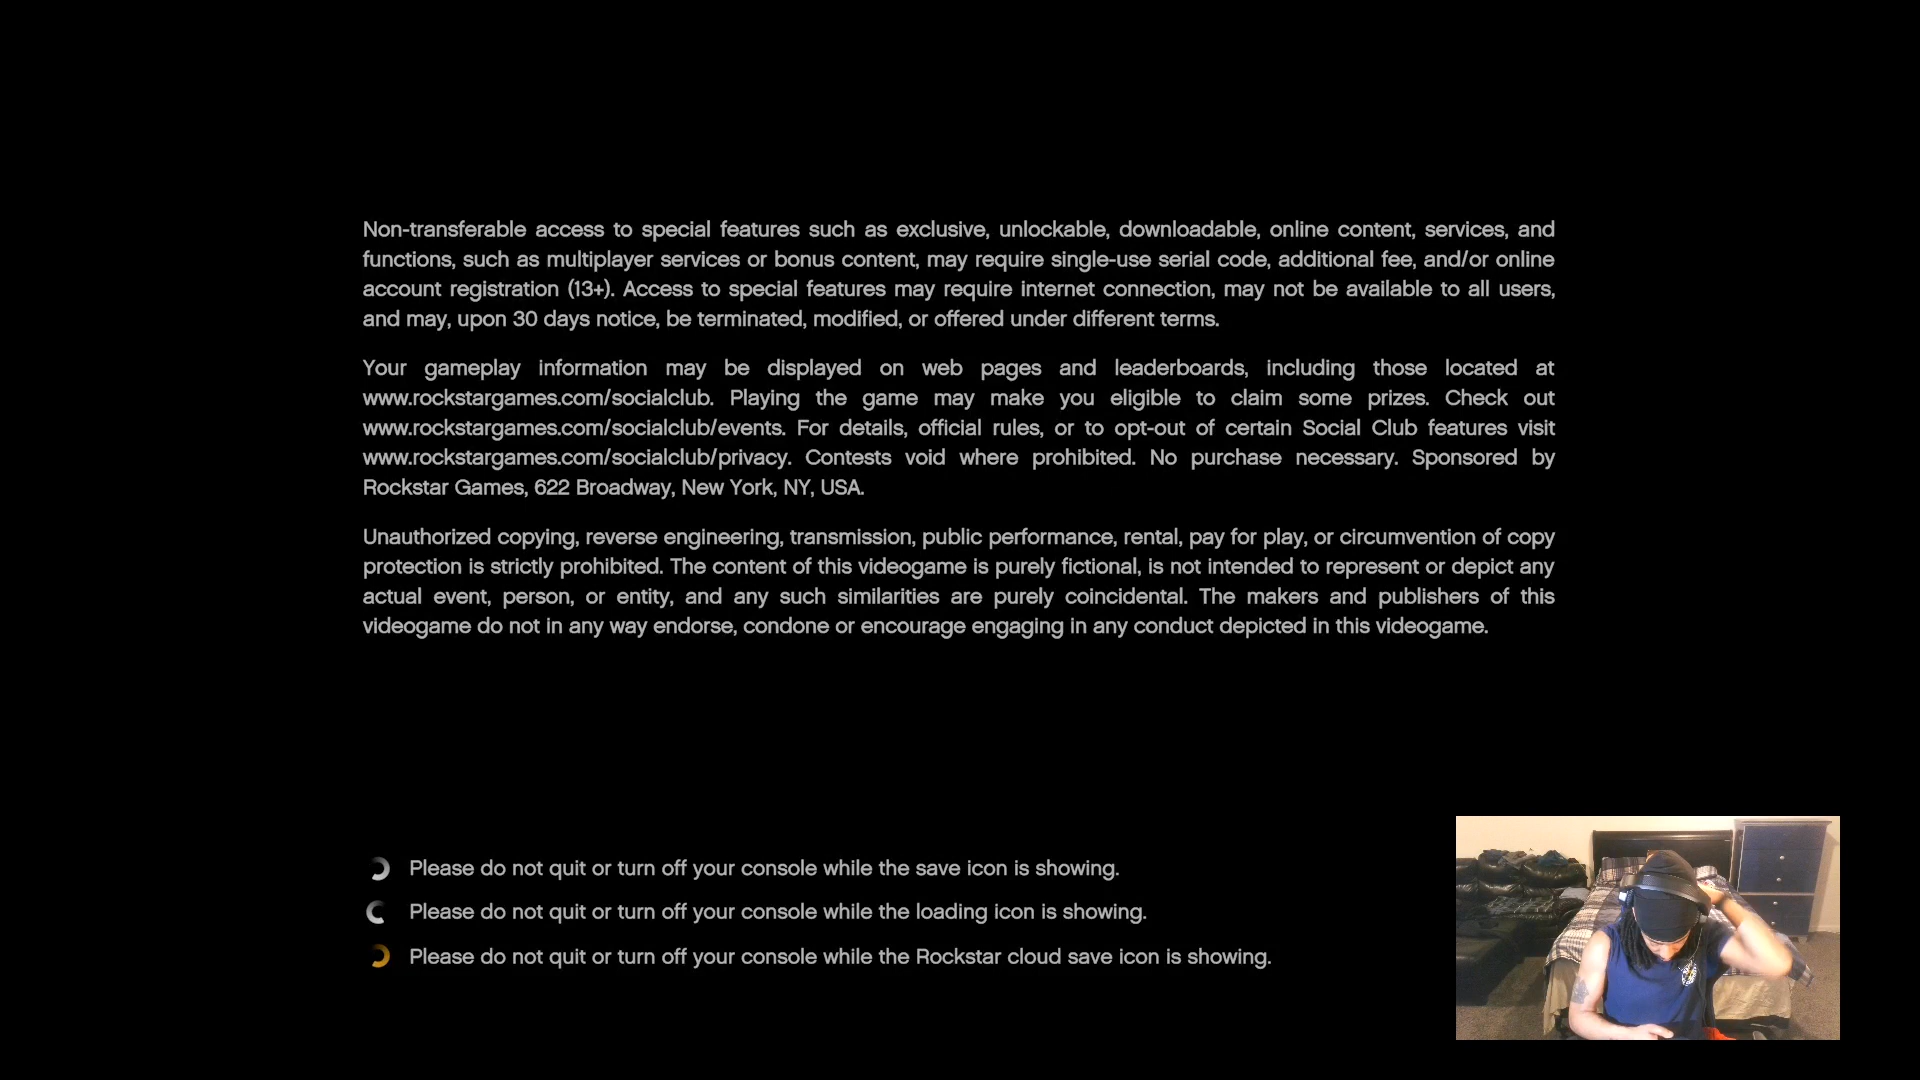 Non-transferable access to special features such as exclusive, unlockable, downloadable, online content, services, and
functions, such as multiplayer services or bonus content, may require single-use serial code, additional fee, and/or online
account registration (13+). Access to special features may require internet connection, may not be available to all users,
and may, upon 30 days notice, be terminated, modified, or offered under different terms.
Your gameplay information may be displayed on web pages and leaderboards, including those located at
www.rockstargames.com/socialclub. Playing the game may make you eligible to claim some prizes. Check out
www.rockstargames.com/socialclub/events. For details, official rules, or to opt-out of certain Social Club features visit
www.rockstargames.com/socialclub/privacy. Contests void where prohibited. No purchase necessary. Sponsored by
Rockstar Games, 622 Broadway, New York, NY, USA.
Unauthorized copying, reverse engineering, transmission, public performance, rental, pay for play, or circumvention of copy
protection is strictly prohibited. The content of this videogame is purely fictional, is not intended to represent or depict any
actual event, person, or entity, and any such similarities are purely coincidental. The makers and publishers of this
videogame do not in any way endorse, condone or encourage engaging in any conduct depicted in this videogame.
Please do not quit or turn off your console while the save icon is showing.
Please do not quit or turn off your console while the loading icon is showing.
Please do not quit or turn off your console while the Rockstar cloud save icon is showing.